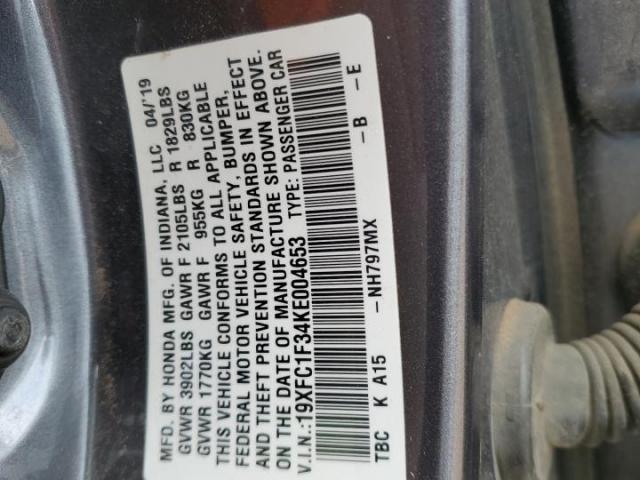 MFD. BY HONDA MFG. OF INDIANA, LLC 04/'19
GVWR 3902LBS GAWR F 2105LBS R 1829LBS
GVWR 1770KG GAWR F 955KG R 830KG
THIS VEHICLE CONFORMS TO ALL APPLICABLE
FEDERAL MOTOR VEHICLE SAFETY, BUMPER,
AND THEFT PREVENTION STANDARDS IN EFFECT
ON THE DATE OF MANUFACTURE SHOWN ABOVE.
V.I.N.:19XFC1F34KE004653 TYPE: PASSENGER CAR
TBC K A15 -NH797MX -B -E